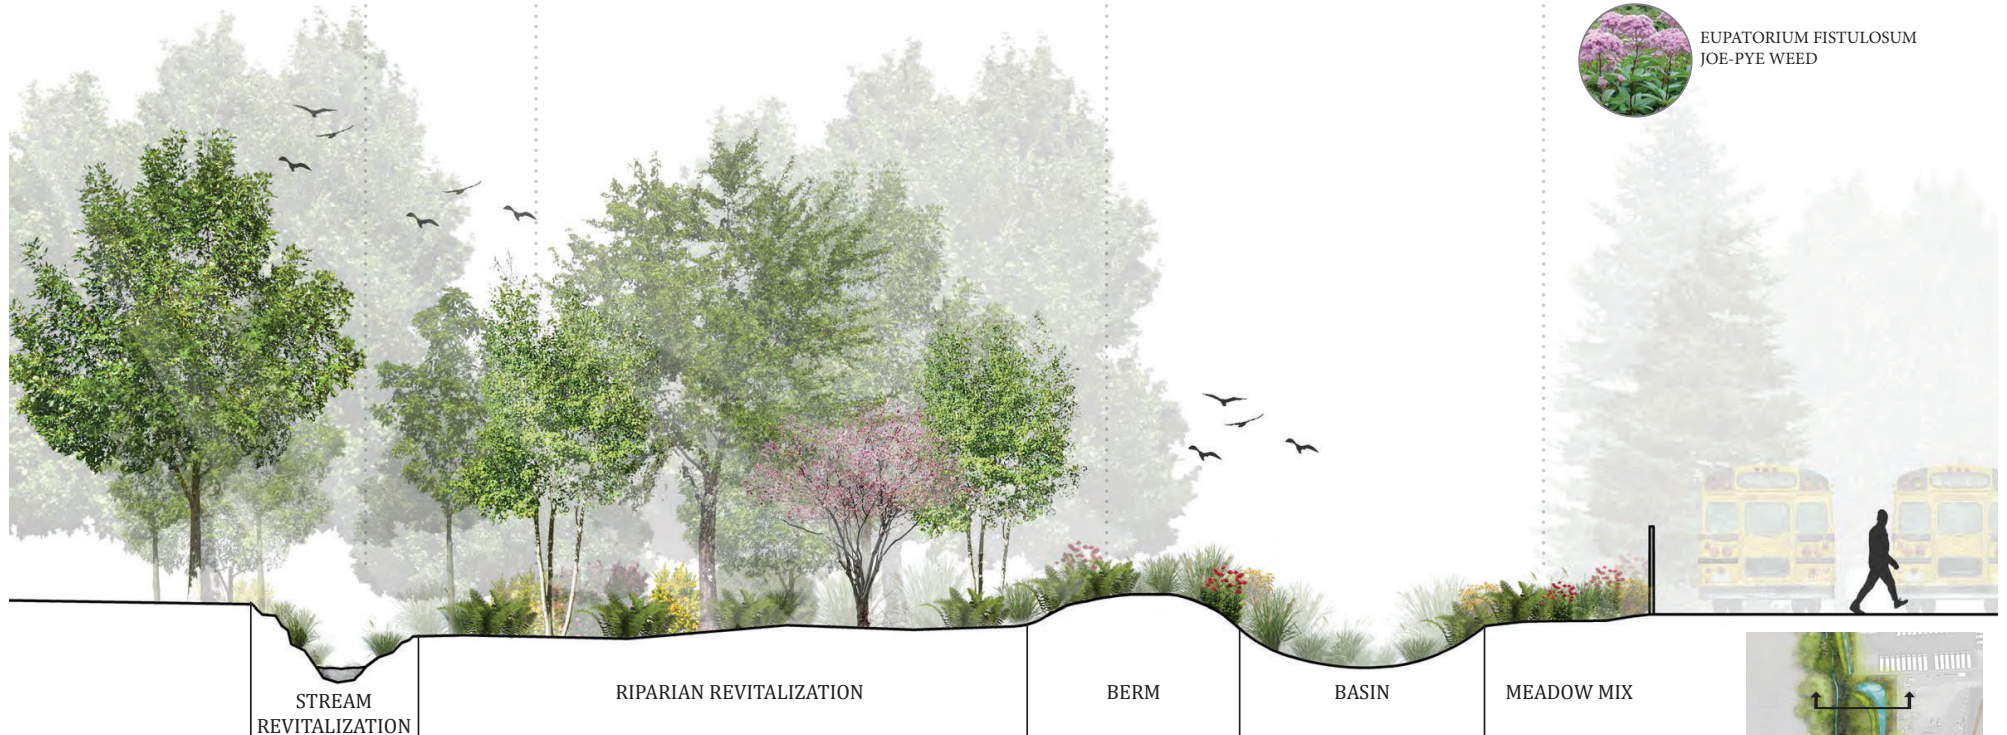 EUPATORIUM FISTULOSUM
JOE-PYE WEED
STREAM
REVITALIZATION
RIPARIAN REVITALIZATION
BERM
BASIN
MEADOW MIX